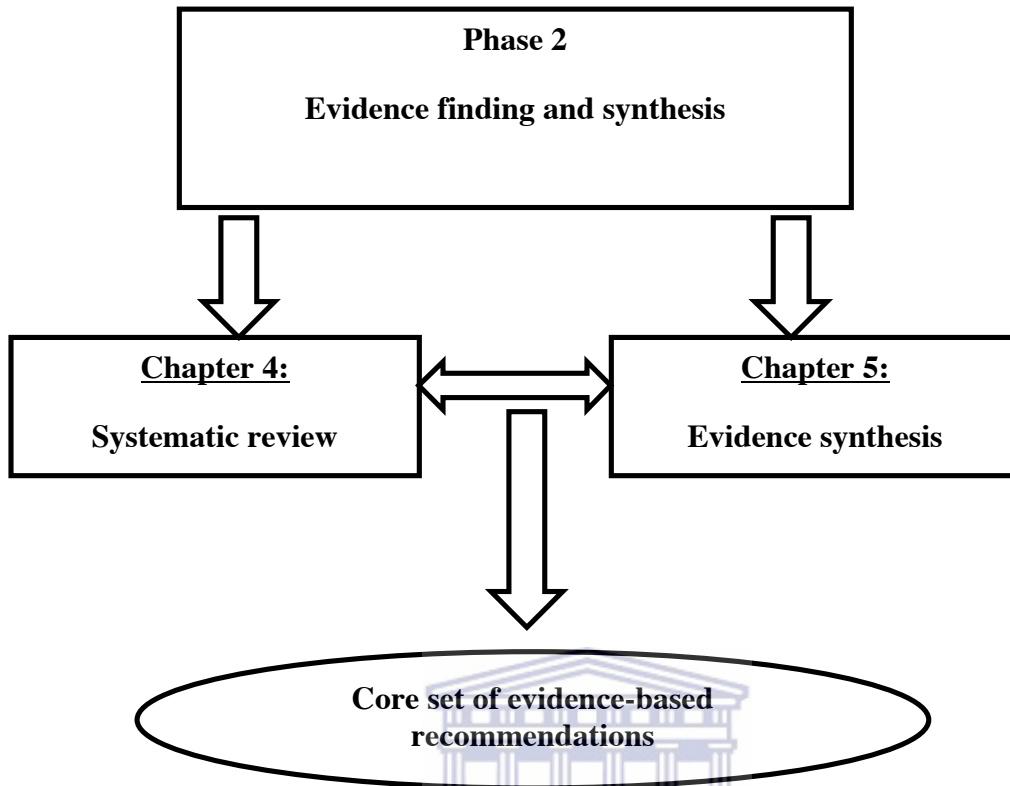 Phase 2
Evidence finding and synthesis
Chapter 4:
Systematic review
Chapter 5:
Evidence synthesis
Core set of evidence-based
recommendations